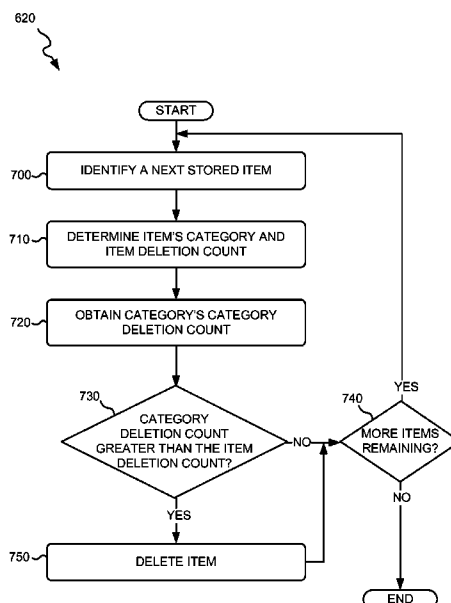 620
START
700
IDENTIFY A NEXT STORED ITEM
710
DETERMINE ITEM'S CATEGORY AND
ITEM DELETION COUNT
720
OBTAIN CATEGORY'S CATEGORY
DELETION COUNT
730
CATEGORY
DELETION COUNT
GREATER THAN THE ITEM
DELETION COUNT?
NO
YES
740
MORE ITEMS
REMAINING?
YES
NO
750
DELETE ITEM
END